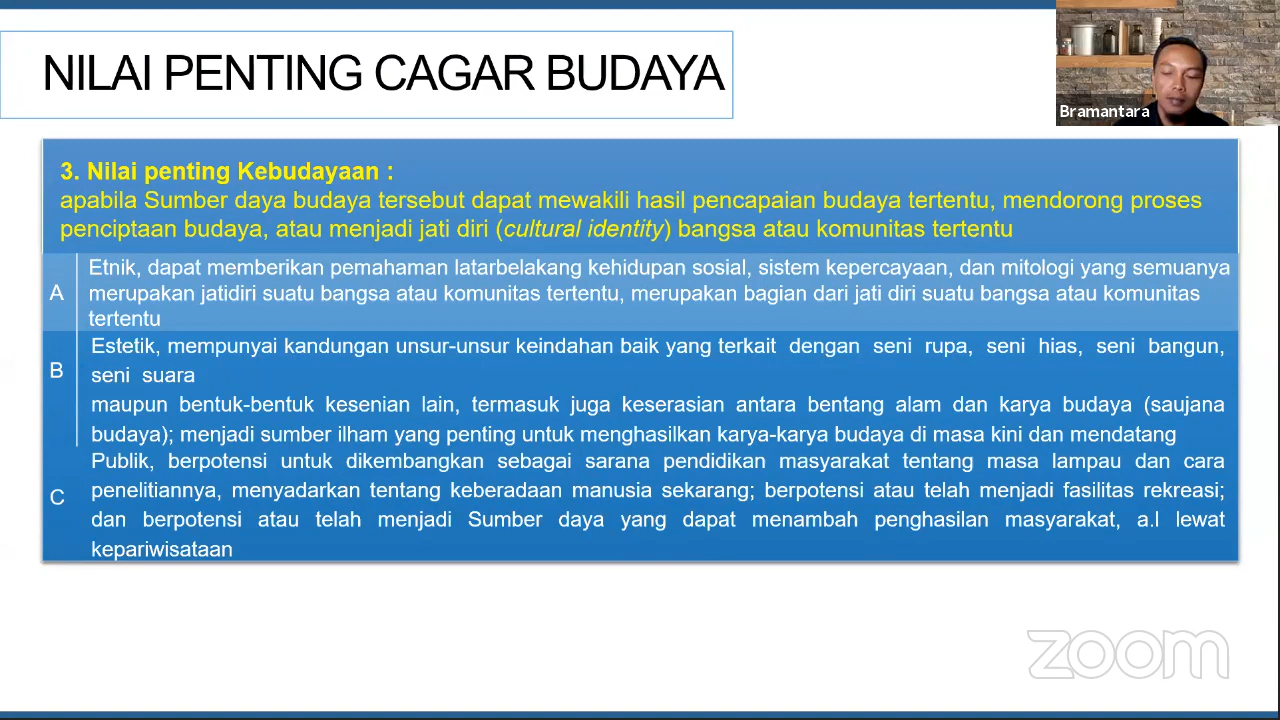 NILAI PENTING CAGAR BUDAYA
Bramantara
3. Nilai penting Kebudayaan :
apabila Sumber daya budaya tersebut dapat mewakili hasil pencapaian budaya tertentu, mendorong proses
penciptaan budaya, atau menjadi jati diri (cultural identity) bangsa atau komunitas tertentu
A
Etnik, dapat memberikan pemahaman latarbelakang kehidupan sosial, sistem kepercayaan, dan mitologi yang semuanya
merupakan jatidiri suatu bangsa atau komunitas tertentu, merupakan bagian dari jati diri suatu bangsa atau komunitas
tertentu
B
Estetik, mempunyai kandungan unsur-unsur keindahan baik yang terkait dengan seni rupa, seni hias, seni bangun,
seni suara
maupun bentuk-bentuk kesenian lain, termasuk juga keserasian antara bentang alam dan karya budaya (saujana
budaya); menjadi sumber ilham yang penting untuk menghasilkan karya-karya budaya di masa kini dan mendatang
C
Publik, berpotensi untuk dikembangkan sebagai sarana pendidikan masyarakat tentang masa lampau dan cara
penelitiannya, menyadarkan tentang keberadaan manusia sekarang; berpotensi atau telah menjadi fasilitas rekreasi;
dan berpotensi atau telah menjadi Sumber daya yang dapat menambah penghasilan masyarakat, a.l lewat
kepariwisataan
zoom